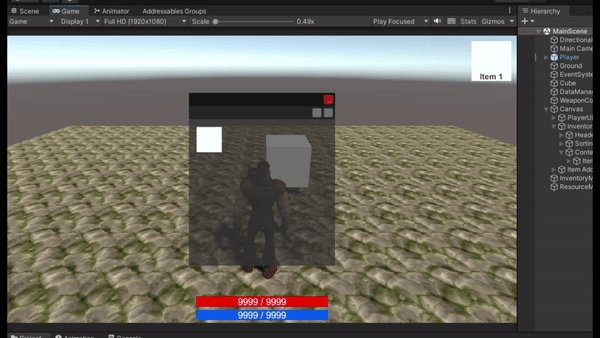 Scene Game Animator Addressables Groups
Game Display 1 Full HD (1920x1080) Scale 0.49x Play Focused Stats Gizmos
Item 1
9999 / 9999
9999 / 9999
Hierarchy
MainScene
Directional
Main Came
Player
Ground
EventSyste
Cube
DataManag
WeaponCo
Canvas
PlayerUI
Inventor
Heade
Sortin
Conte
Item
Item Add
InventoryM
ResourceM
Project Animation Console